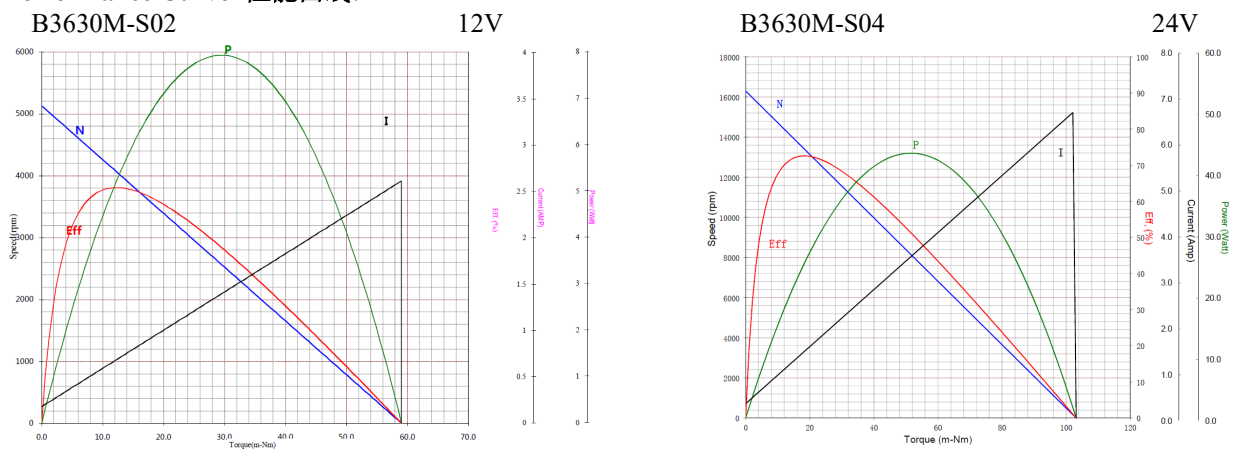 B3630M-S02 12V
6000
5000
4000
3000
2000
1000
0
Speed(rpm)
0.0 10.0 20.0 30.0 40.0 50.0 60.0 70.0
Torque(m-Nm)
P
N
Eff
I
Eff. (%)
4
3.5
3
2.5
2
1.5
1
0.5
0
Current(AMP)
8
7
6
5
4
3
2
1
0
Power(Watt)
B3630M-S04 24V
18000
16000
14000
12000
10000
8000
6000
4000
2000
0
Speed (rpm)
0 20 40 60 80 100 120
Torque (m-Nm)
N
P
Eff
I
100
90
80
70
60
50
40
30
20
10
0
Eff. (%)
8.0
7.0
6.0
5.0
4.0
3.0
2.0
1.0
0.0
Current (Amp)
60.0
50.0
40.0
30.0
20.0
10.0
0.0
Power (Watt)